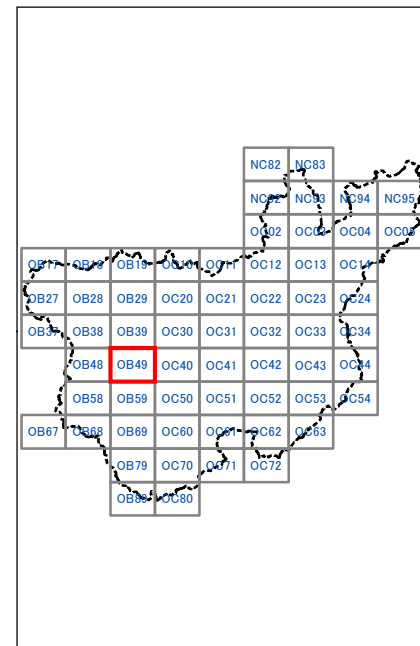 NC82 NC83
NC92 NC93 NC94 NC95
OC02 OC03 OC04 OC05
OB17 OB18 OB19 OC10 OC11 OC12 OC13 OC14
OB27 OB28 OB29 OC20 OC21 OC22 OC23 OC24
OB37 OB38 OB39 OC30 OC31 OC32 OC33 OC34
OB48 OB49 OC40 OC41 OC42 OC43 OC44
OB58 OB59 OC50 OC51 OC52 OC53 OC54
OB67 OB68 OB69 OC60 OC61 OC62 OC63
OB79 OC70 OC71 OC72
OB89 OC80